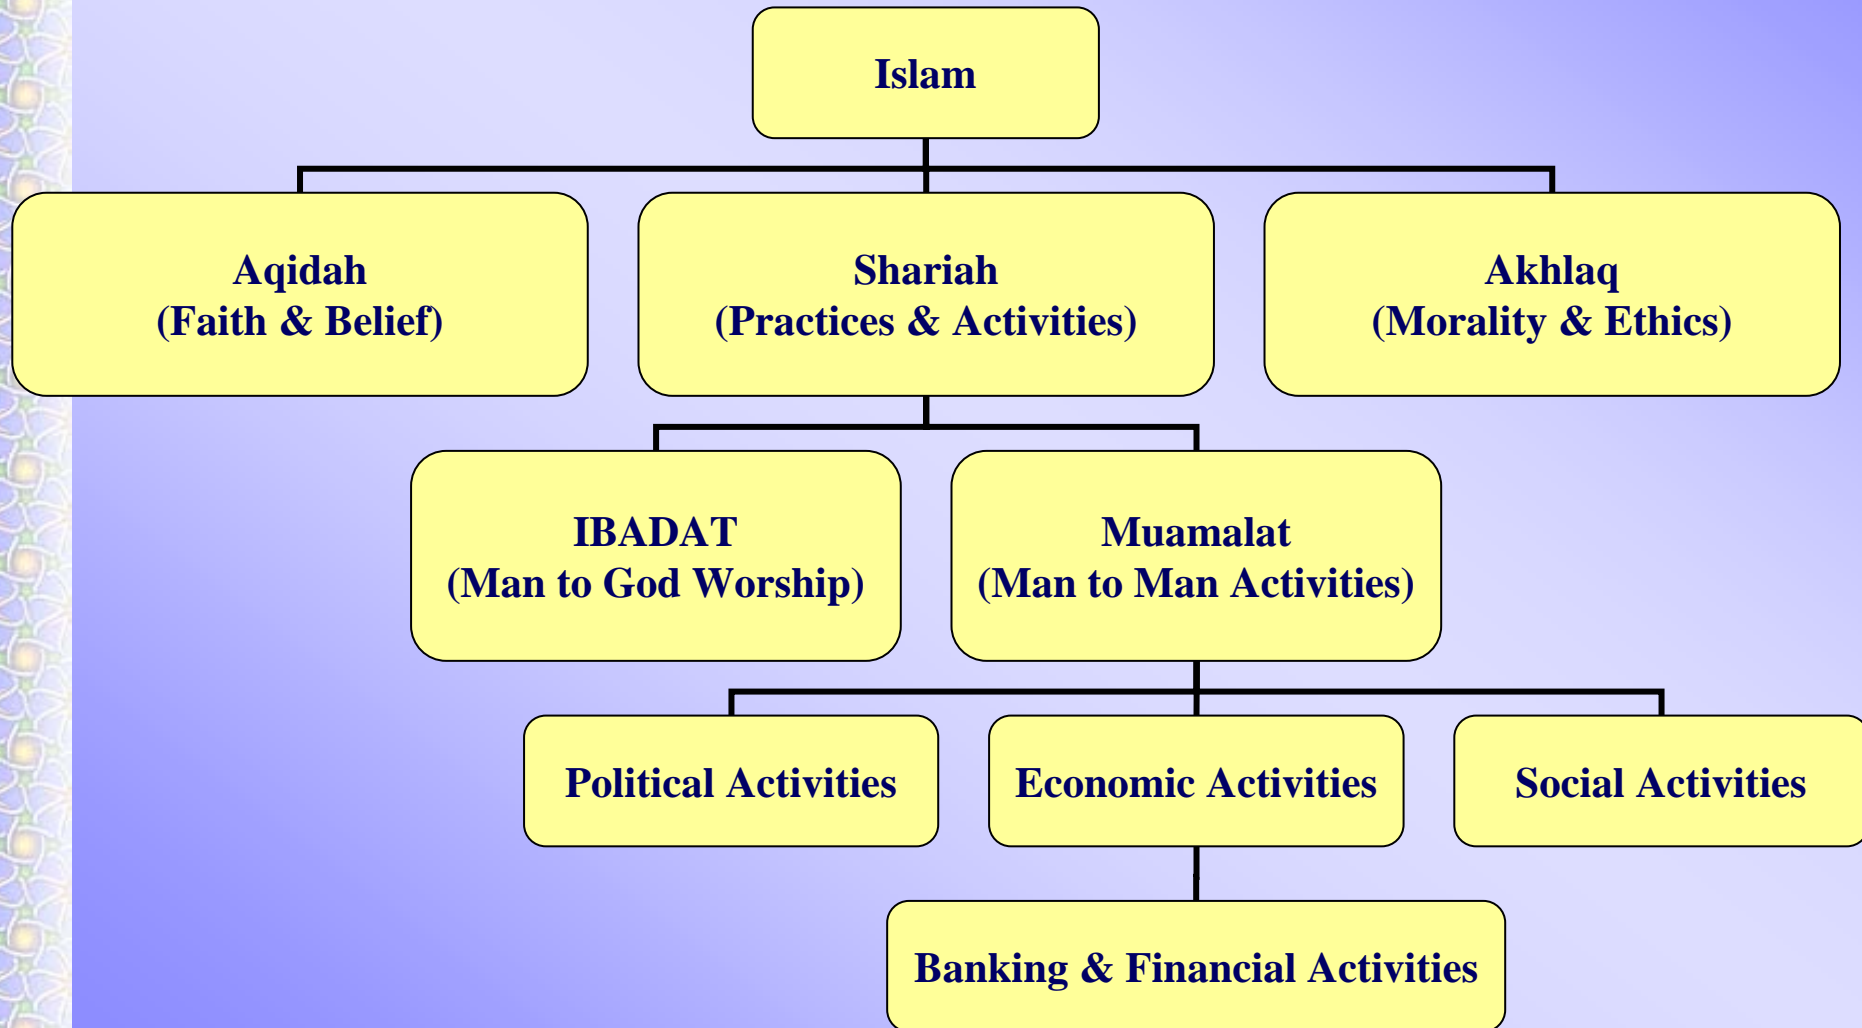 Islam
Aqidah
(Faith & Belief)
Shariah
(Practices & Activities)
Akhlaq
(Morality & Ethics)
IBADAT
(Man to God Worship)
Muamalat
(Man to Man Activities)
Political Activities
Economic Activities
Social Activities
Banking & Financial Activities